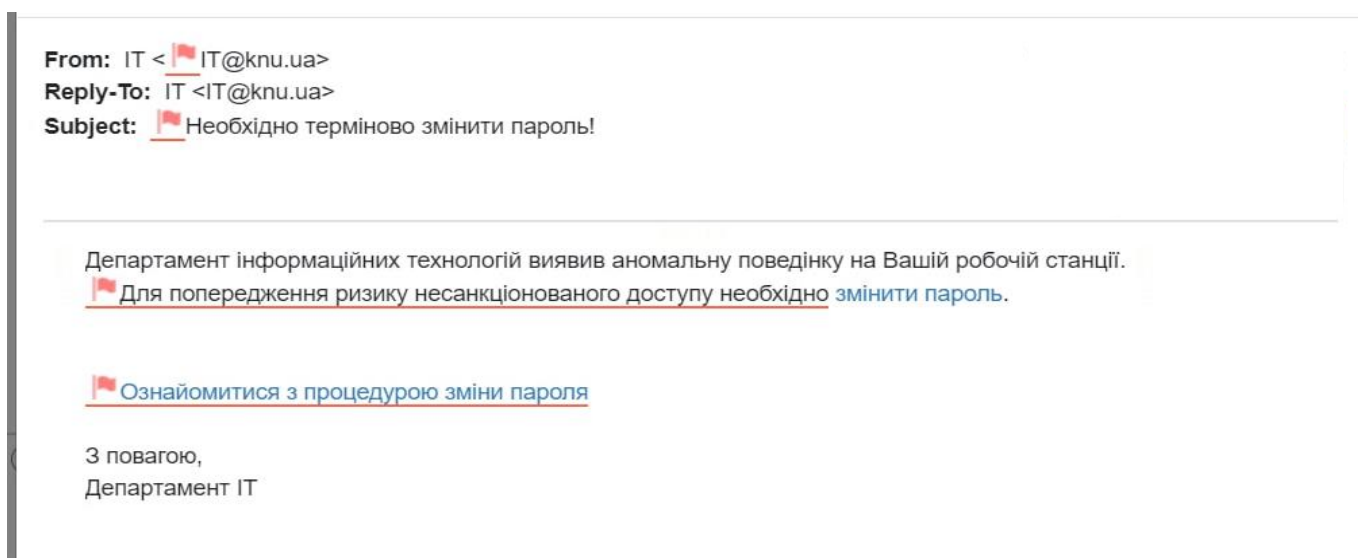 From: IT <IT@knu.ua>
Reply-To: IT <IT@knu.ua>
Subject: Необхідно терміново змінити пароль!
Департамент інформаційних технологій виявив аномальну поведінку на Вашій робочій станції.
Для попередження ризику несанкціонованого доступу необхідно змінити пароль.
Ознайомитися з процедурою зміни пароля
З повагою,
Департамент ІТ